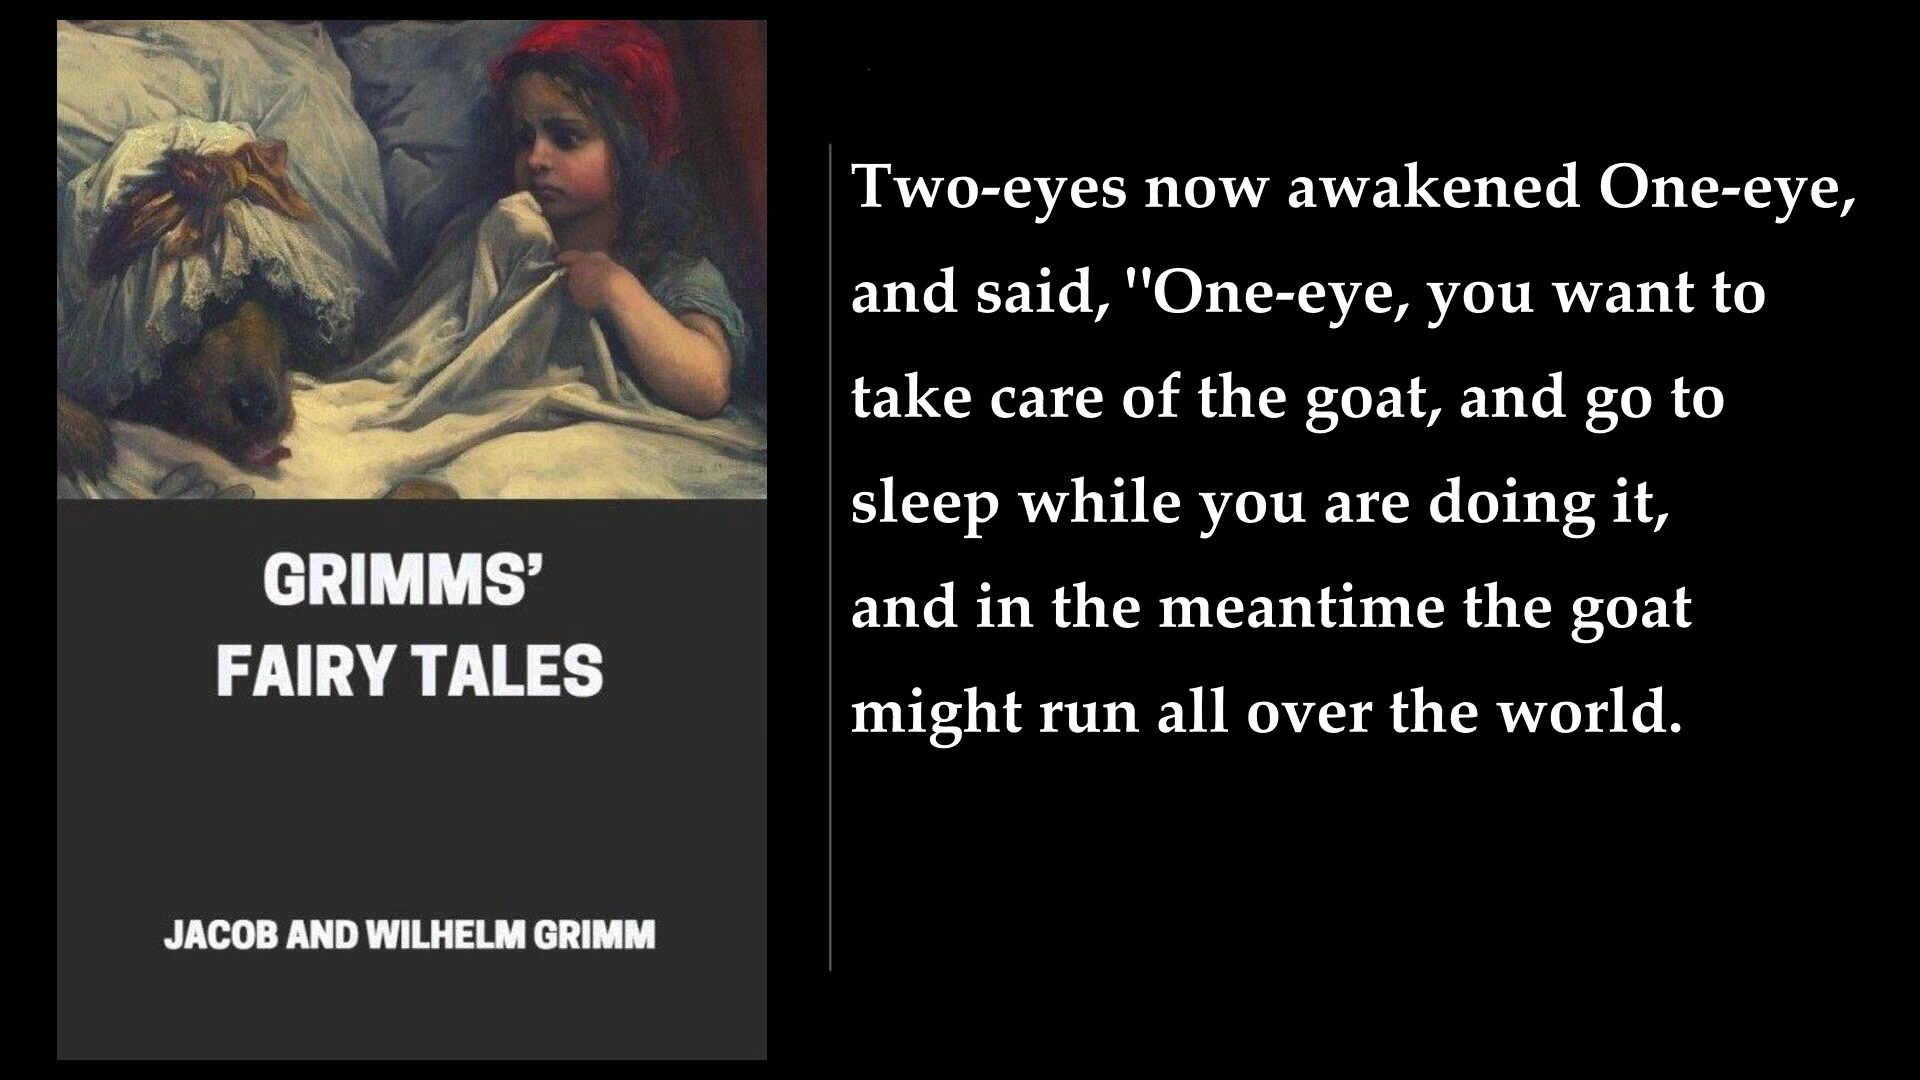 GRIMMS’
FAIRY TALES
JACOB AND WILHELM GRIMM
Two-eyes now awakened One-eye,
and said, "One-eye, you want to
take care of the goat, and go to
sleep while you are doing it,
and in the meantime the goat
might run all over the world.